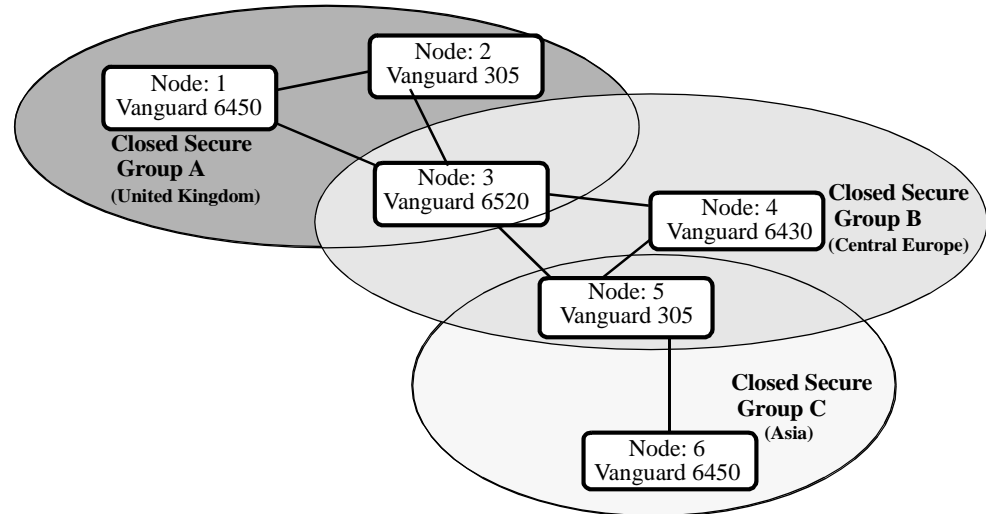 Node: 2
Vanguard 305
Node: 1
Vanguard 6450
Closed Secure
Group A
(United Kingdom)
Node: 3
Vanguard 6520
Node: 4
Vanguard 6430
Closed Secure
Group B
(Central Europe)
Node: 5
Vanguard 305
Closed Secure
Group C
(Asia)
Node: 6
Vanguard 6450